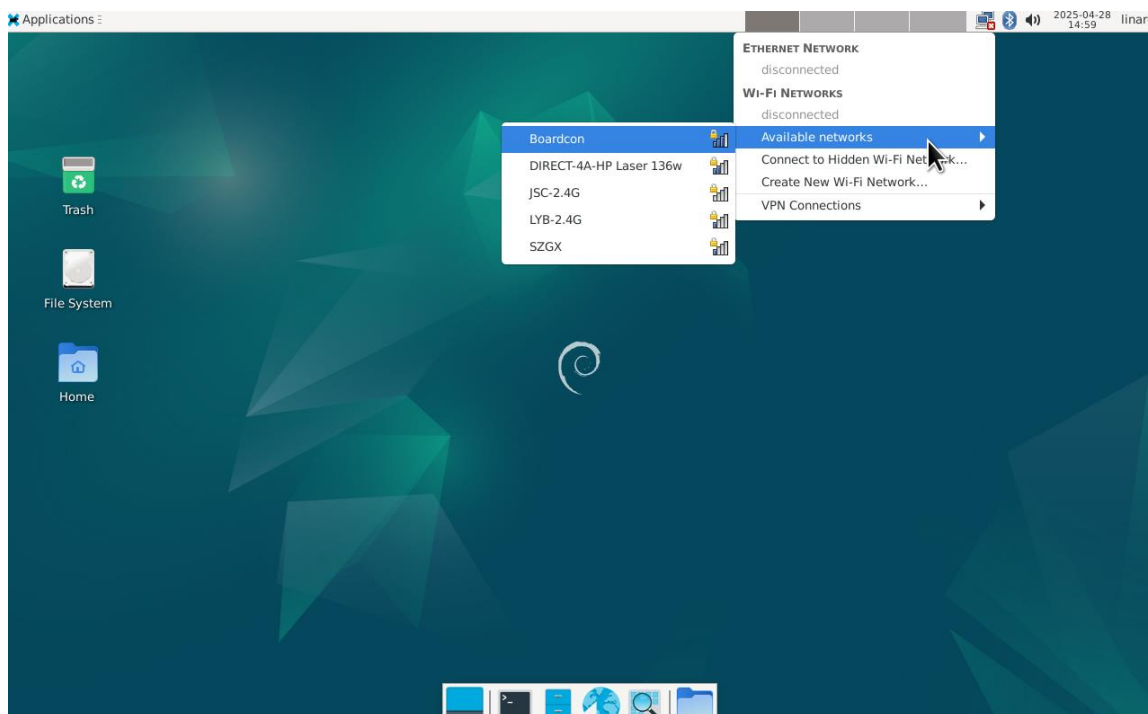 Applications
2025-04-28
14:59
linar
ETHERNET NETWORK
disconnected
WI-FI NETWORKS
disconnected
Available networks
Connect to Hidden Wi-Fi Network...
Create New Wi-Fi Network...
VPN Connections
Boardcon
DIRECT-4A-HP Laser 136w
JSC-2.4G
LYB-2.4G
SZGX
Trash
File System
Home